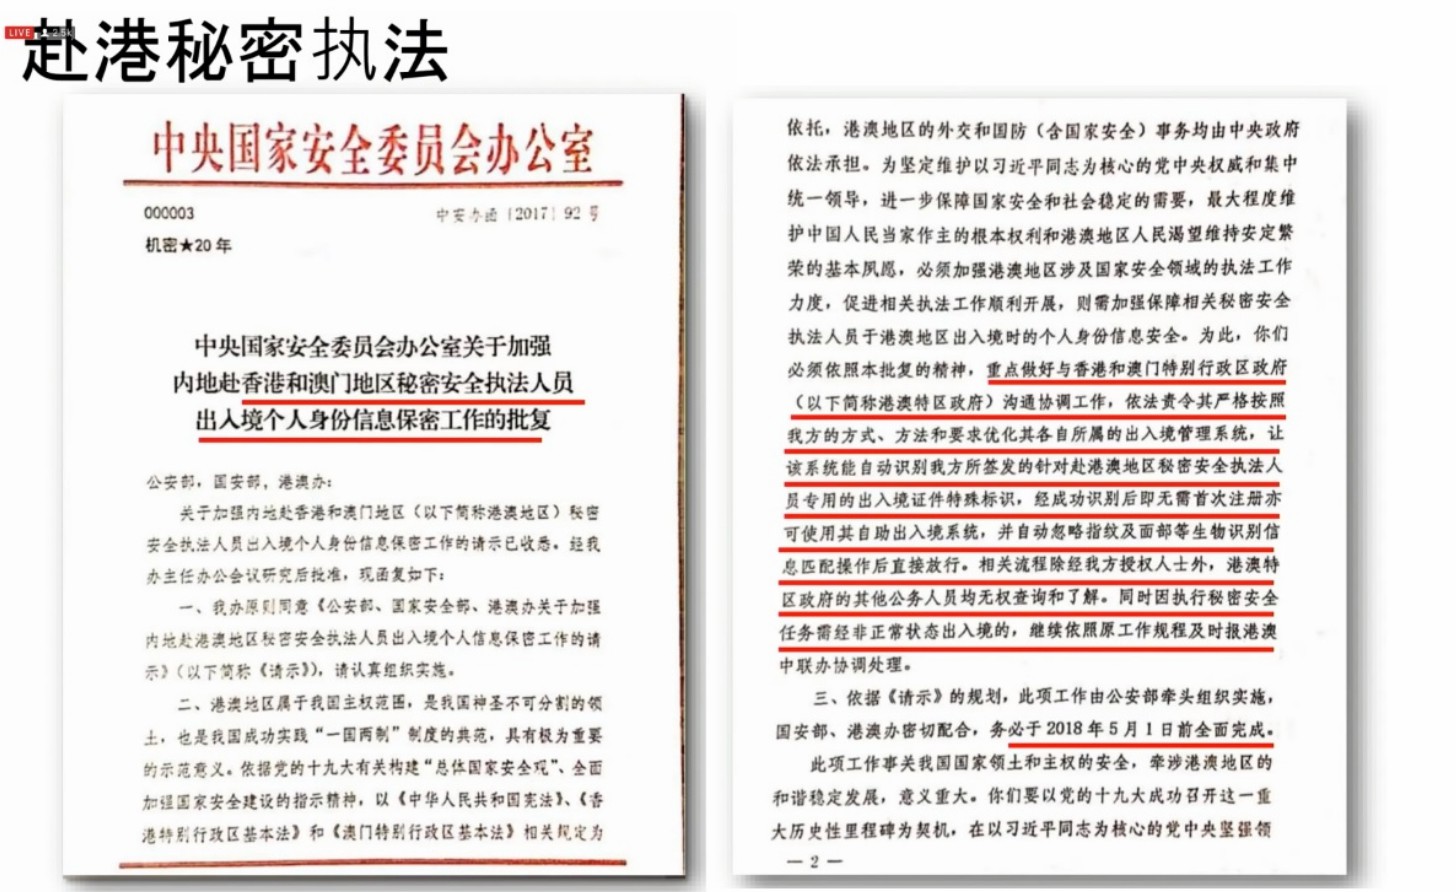 LIVE 2.5k
赴港秘密执法
中央国家安全委员会办公室
000003
中安办函〔2017〕92号
机密★20年
中央国家安全委员会办公室关于加强
内地赴香港和澳门地区秘密安全执法人员
出入境个人身份信息保密工作的批复
公安部，国安部，港澳办：
关于加强内地赴香港和澳门地区（以下简称港澳地区）秘密
安全执法人员出入境个人身份信息保密工作的请示已收悉。经我
办主任办公会议研究后批准，现函复如下：
一、我办原则同意《公安部、国家安全部、港澳办关于加强
内地赴港澳地区秘密安全执法人员出入境个人信息保密工作的请
示》（以下简称《请示》），请认真组织实施。
二、港澳地区属于我国主权范围，是我国神圣不可分割的领
土，也是我国成功实践“一国两制”制度的典范，具有极为重要
的示范意义。依据党的十九大有关构建“总体国家安全观”、全面
加强国家安全建设的指示精神，以《中华人民共和国宪法》、《香
港特别行政区基本法》和《澳门特别行政区基本法》相关规定为
依托，港澳地区的外交和国防（含国家安全）事务均由中央政府
依法承担。为坚定维护以习近平同志为核心的党中央权威和集中
统一领导，进一步保障国家安全和社会稳定的需要，最大程度维
护中国人民当家作主的根本权利和港澳地区人民渴望维持安定繁
荣的基本夙愿，必须加强港澳地区涉及国家安全领域的执法工作
力度，促进相关执法工作顺利开展，则需加强保障相关秘密安全
执法人员于港澳地区出入境时的个人身份信息安全。为此，你们
必须依照本批复的精神，重点做好与香港和澳门特别行政区政府
（以下简称港澳特区政府）沟通协调工作，依法责令其严格按照
我方的方式、方法和要求优化其各自所属的出入境管理系统，让
该系统能自动识别我方所签发的针对赴港澳地区秘密安全执法人
员专用的出入境证件特殊标识，经成功识别后即无需首次注册亦
可使用其自助出入境系统，并自动忽略指纹及面部等生物识别信
息匹配操作后直接放行。相关流程除经我方授权人士外，港澳特
区政府的其他公务人员均无权查询和了解。同时因执行秘密安全
任务需经非正常状态出入境的，继续依照原工作规程及时报港澳
中联办协调处理。
三、依据《请示》的规划，此项工作由公安部牵头组织实施，
国安部、港澳办密切配合，务必于2018年5月1日前全面完成。
此项工作事关我国国家领土和主权的安全，牵涉港澳地区的
和谐稳定发展，意义重大。你们要以党的十九大成功召开这一重
大历史性里程碑为契机，在以习近平同志为核心的党中央坚强领
— 2 —